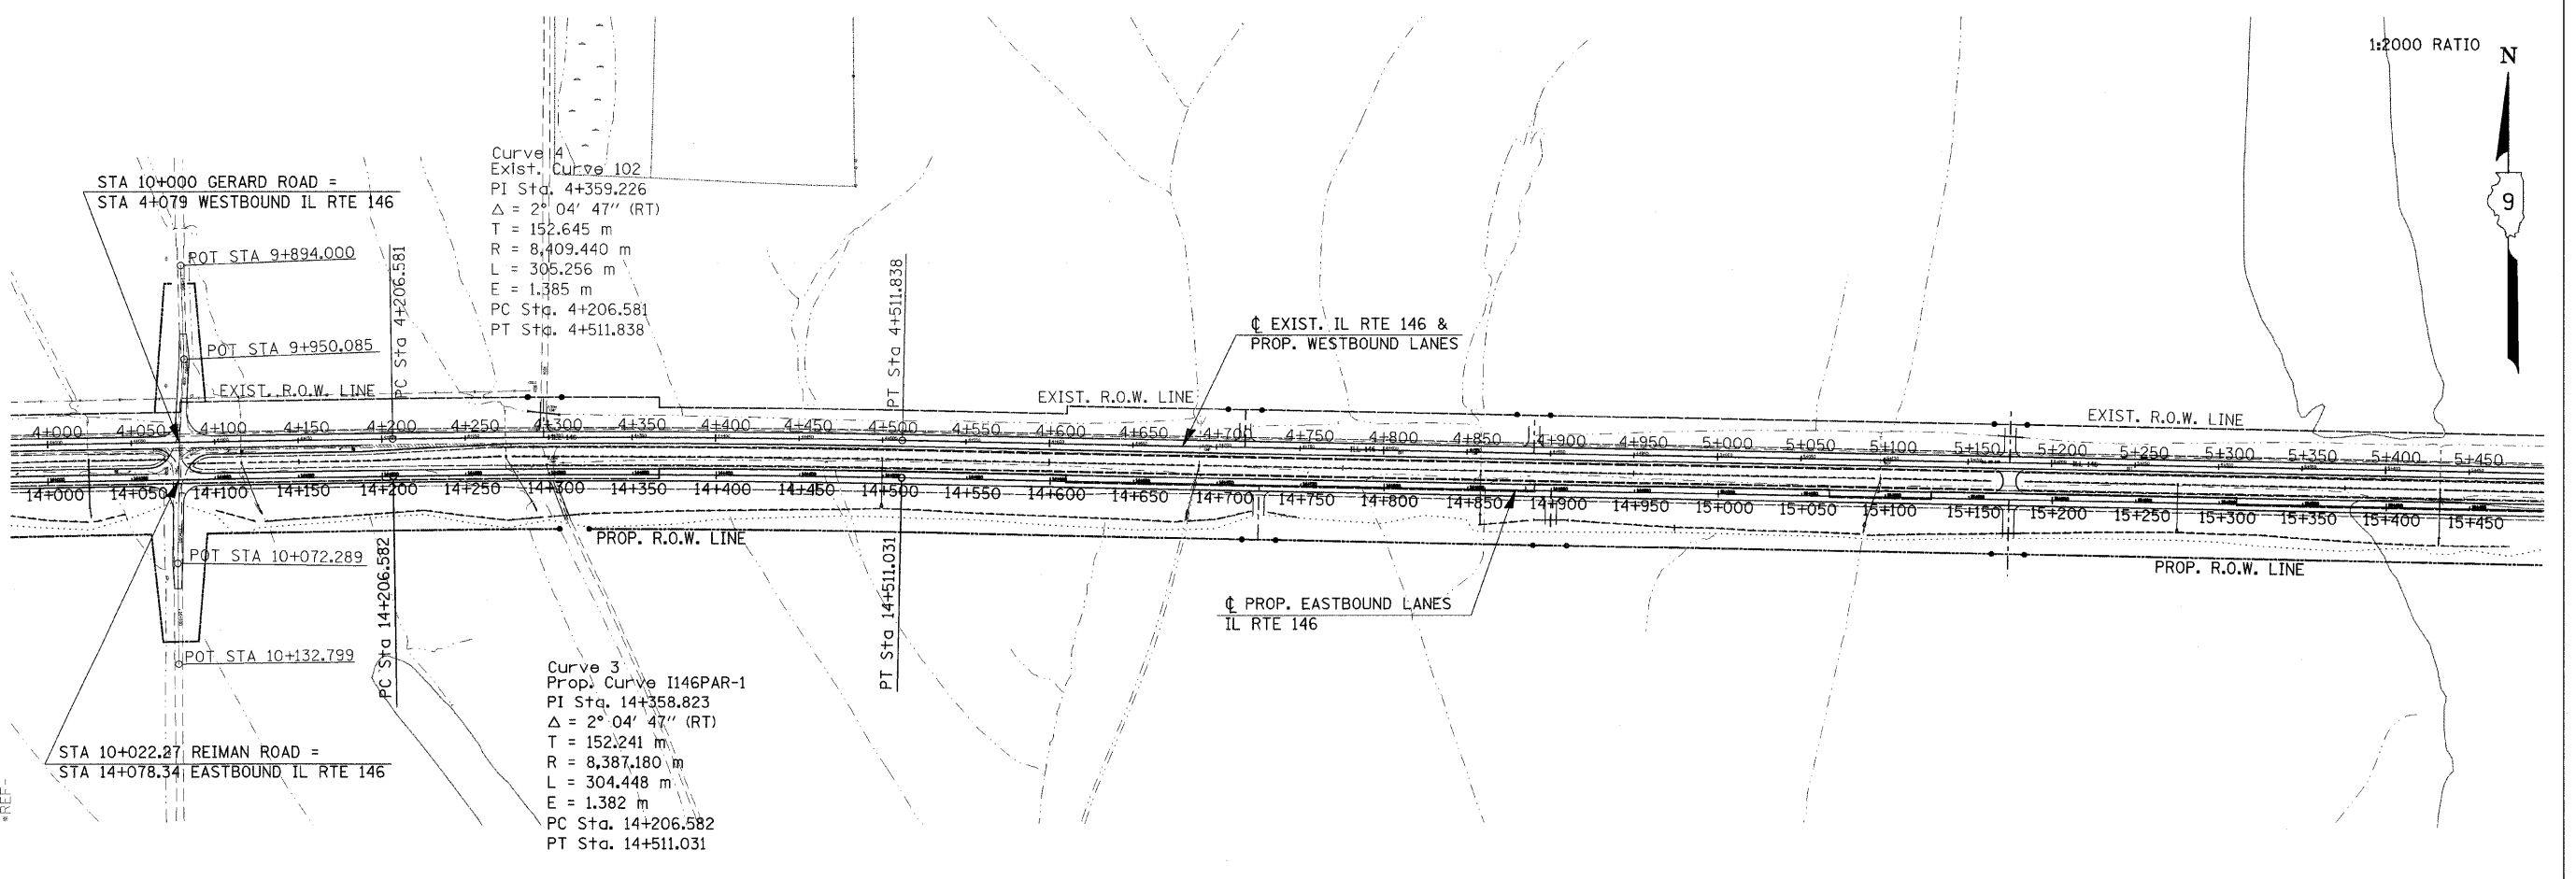 1:2000 RATIO
N
9
STA 10+000 GERARD ROAD =
STA 4+079 WESTBOUND IL RTE 146
POT STA 9+894.000
POT STA 9+950.085
EXIST. R.O.W. LINE
PC Sta 4+206.581
Curve 4
Exist. Curve 102
PI Sta. 4+359.226
Δ = 2° 04' 47'' (RT)
T = 152.645 m
R = 8,409.440 m
L = 305.256 m
E = 1.385 m
PC Sta. 4+206.581
PT Sta. 4+511.838
PT Sta 4+511.838
℄ EXIST. IL RTE 146 &
PROP. WESTBOUND LANES
EXIST. R.O.W. LINE
EXIST. R.O.W. LINE
4+000 4+050 4+100 4+150 4+200 4+250 4+300 4+350 4+400 4+450 4+500 4+550 4+600 4+650 4+700 4+750 4+800 4+850 4+900 4+950 5+000 5+050 5+100 5+150 5+200 5+250 5+300 5+350 5+400 5+450
14+000 14+050 14+100 14+150 14+200 14+250 14+300 14+350 14+400 14+450 14+500 14+550 14+600 14+650 14+700 14+750 14+800 14+850 14+900 14+950 15+000 15+050 15+100 15+150 15+200 15+250 15+300 15+350 15+400 15+450
PROP. R.O.W. LINE
PROP. R.O.W. LINE
POT STA 10+072.289
POT STA 10+132.799
PC Sta 14+206.582
PT Sta 14+511.031
℄ PROP. EASTBOUND LANES
IL RTE 146
Curve 3
Prop. Curve I146PAR-1
PI Sta. 14+358.823
Δ = 2° 04' 47'' (RT)
T = 152.241 m
R = 8,387.180 m
L = 304.448 m
E = 1.382 m
PC Sta. 14+206.582
PT Sta. 14+511.031
STA 10+022.27 REIMAN ROAD =
STA 14+078.34 EASTBOUND IL RTE 146
*REF-